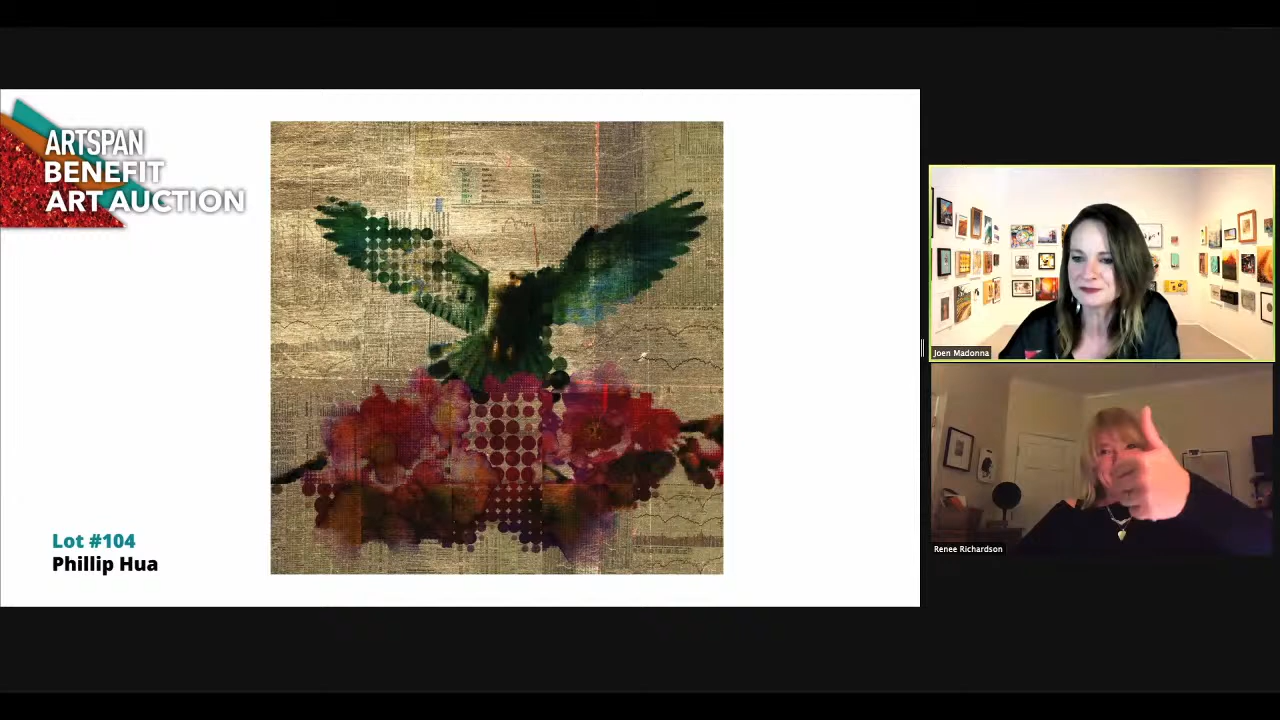 ARTSPAN
BENEFIT
ART AUCTION
Lot #104
Phillip Hua
Joen Madonna
Renee Richardson